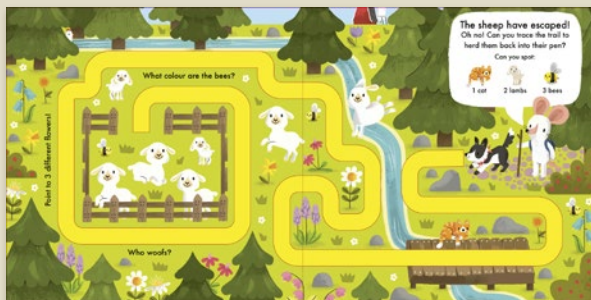 The sheep have escaped!
Oh no! Can you trace the trail to
herd them back into their pen?
Can you spot:
1 cat 2 lambs 3 bees
What colour are the bees?
Point to 3 different flowers!
Who woofs?